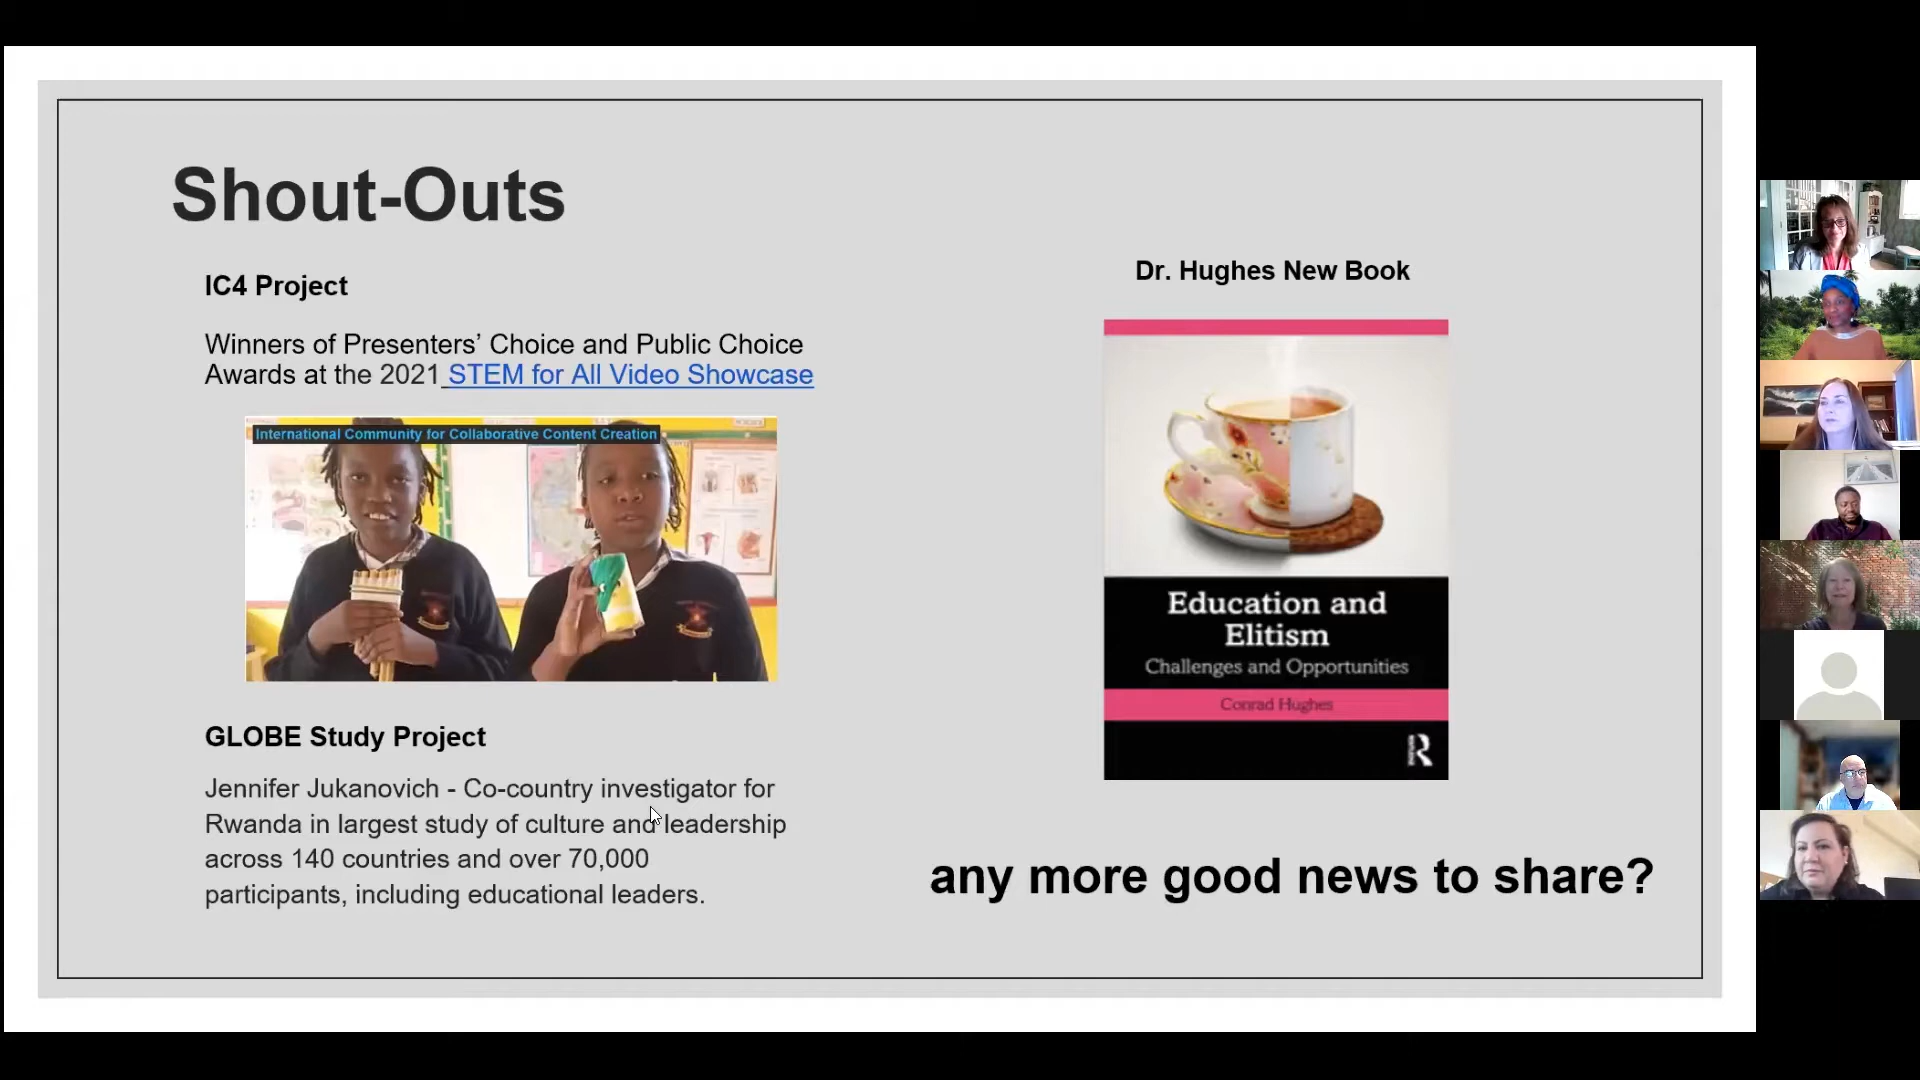 Shout-Outs
IC4 Project
Winners of Presenters’ Choice and Public Choice
Awards at the 2021 STEM for All Video Showcase
International Community for Collaborative Content Creation
GLOBE Study Project
Jennifer Jukanovich - Co-country investigator for
Rwanda in largest study of culture and leadership
across 140 countries and over 70,000
participants, including educational leaders.
Dr. Hughes New Book
Education and
Elitism
Challenges and Opportunities
Conrad Hughes
any more good news to share?